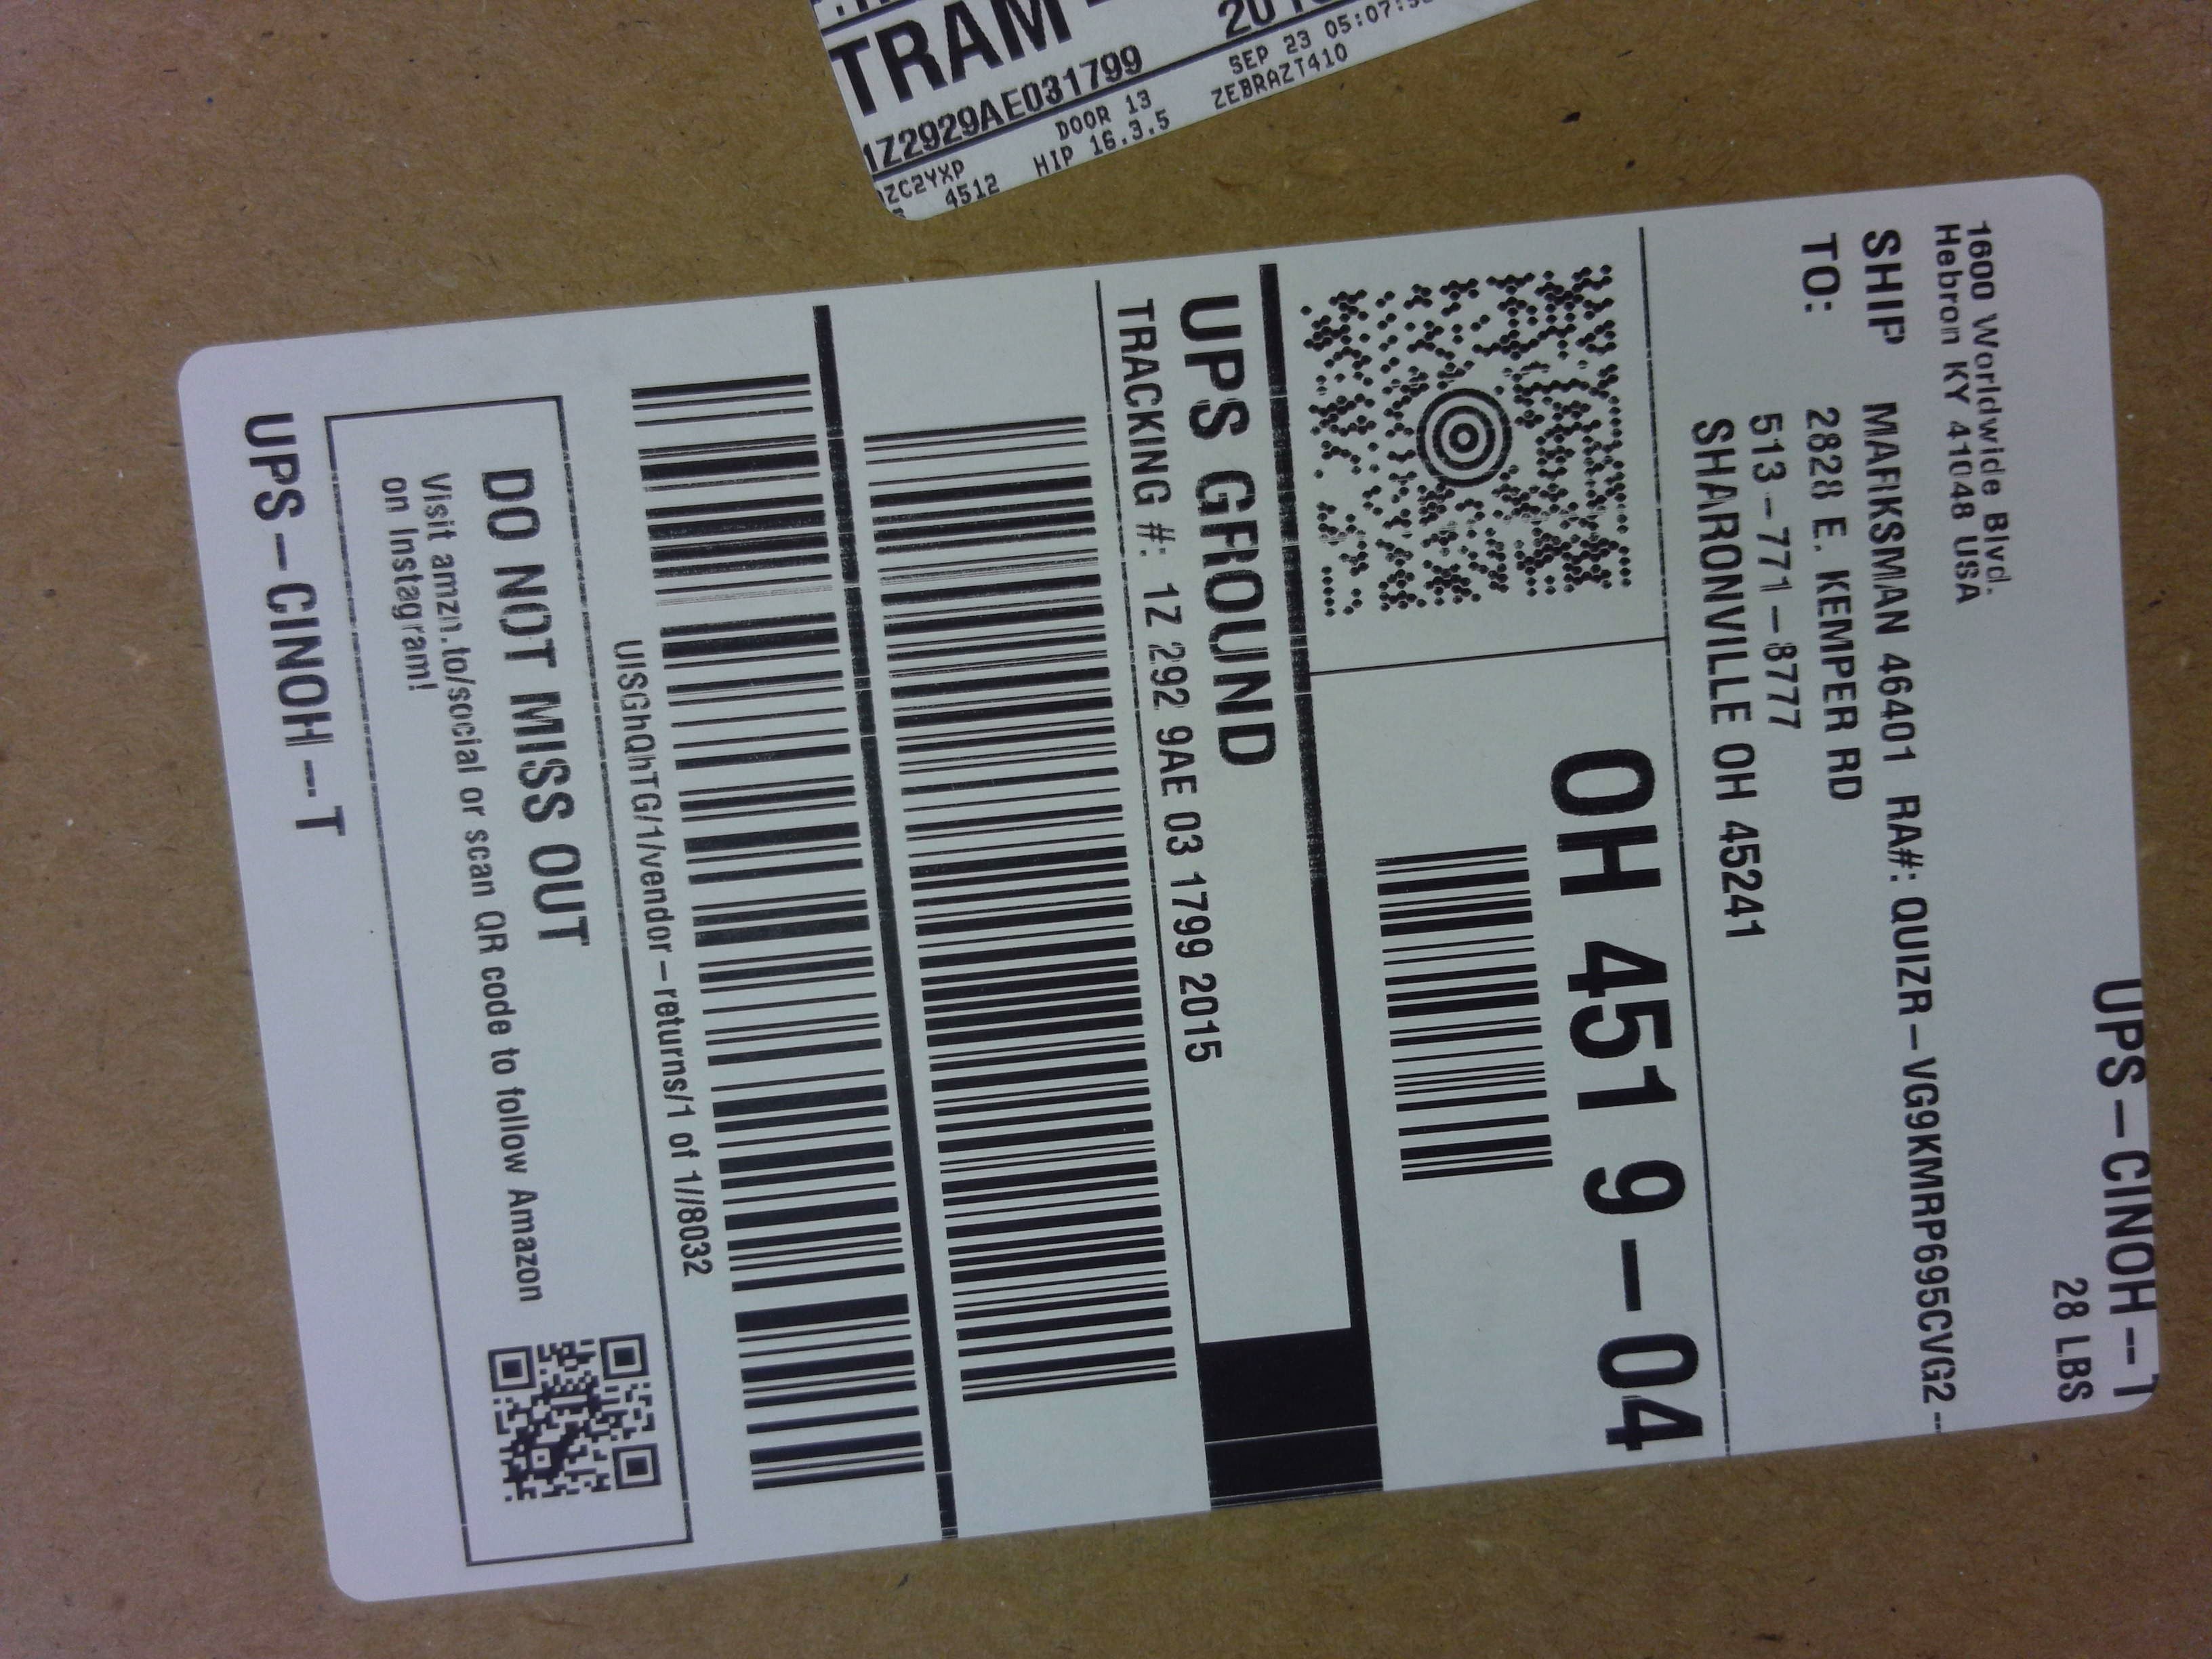 TRAM
1Z2929AE031799
SEP 23 05:07:
DOOR 13
ZEBRAZT410
HIP 16.3.5
4512
UPS-CINOH--T
28 LBS
1600 Worldwide Blvd.
Hebron KY 41048 USA
SHIP MARKSMAN 46401 RA#: QUIZR-VG9KMRP695CVG2-
TO: 2828 E. KEMPER RD
513-771-8777
SHARONVILLE OH 45241
OH 451 9-04
UPS GROUND
TRACKING #: 1Z 292 9AE 03 1799 2015
UISGhQhTG/1/vendor-returns/1 of 1//8032
DO NOT MISS OUT
Visit amzn.to/social or scan QR code to follow Amazon
on Instagram!
UPS-CINOH--T